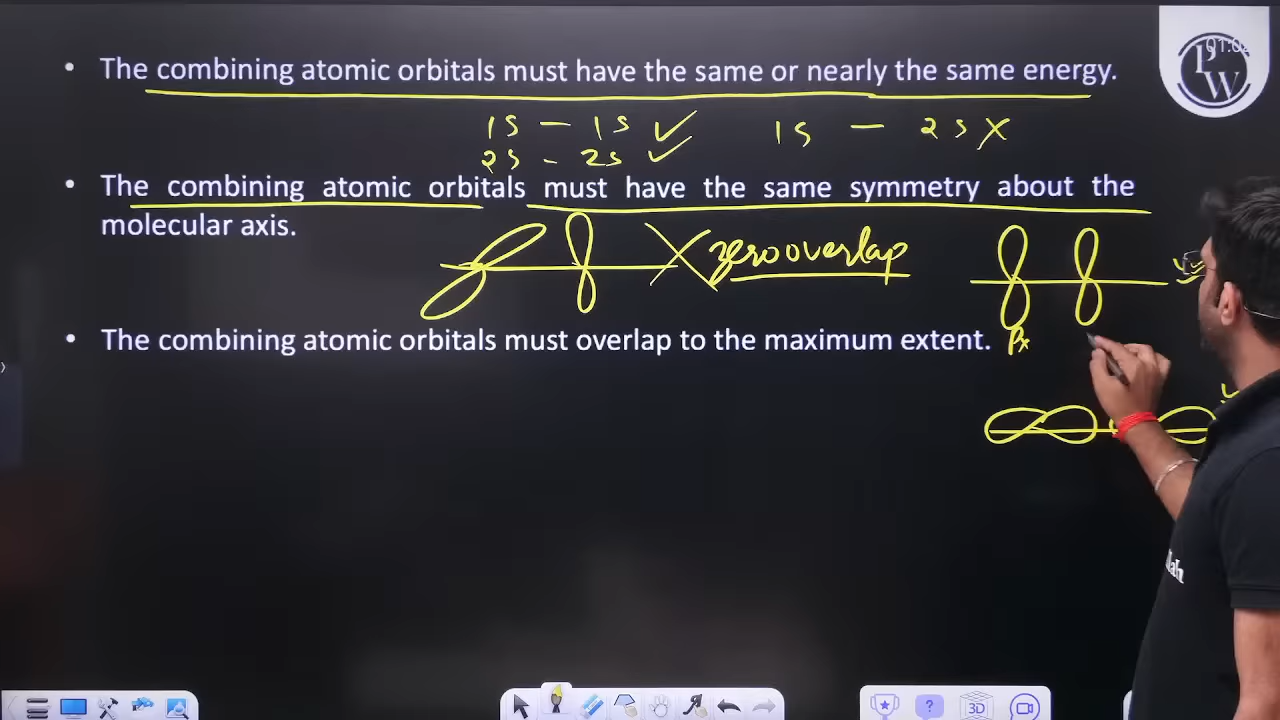 The combining atomic orbitals must have the same or nearly the same energy.
1s - 1s ✓ 1s - 2s ✗
2s - 2s ✓
The combining atomic orbitals must have the same symmetry about the
molecular axis.
zero overlap
The combining atomic orbitals must overlap to the maximum extent.
Px
PW
3D